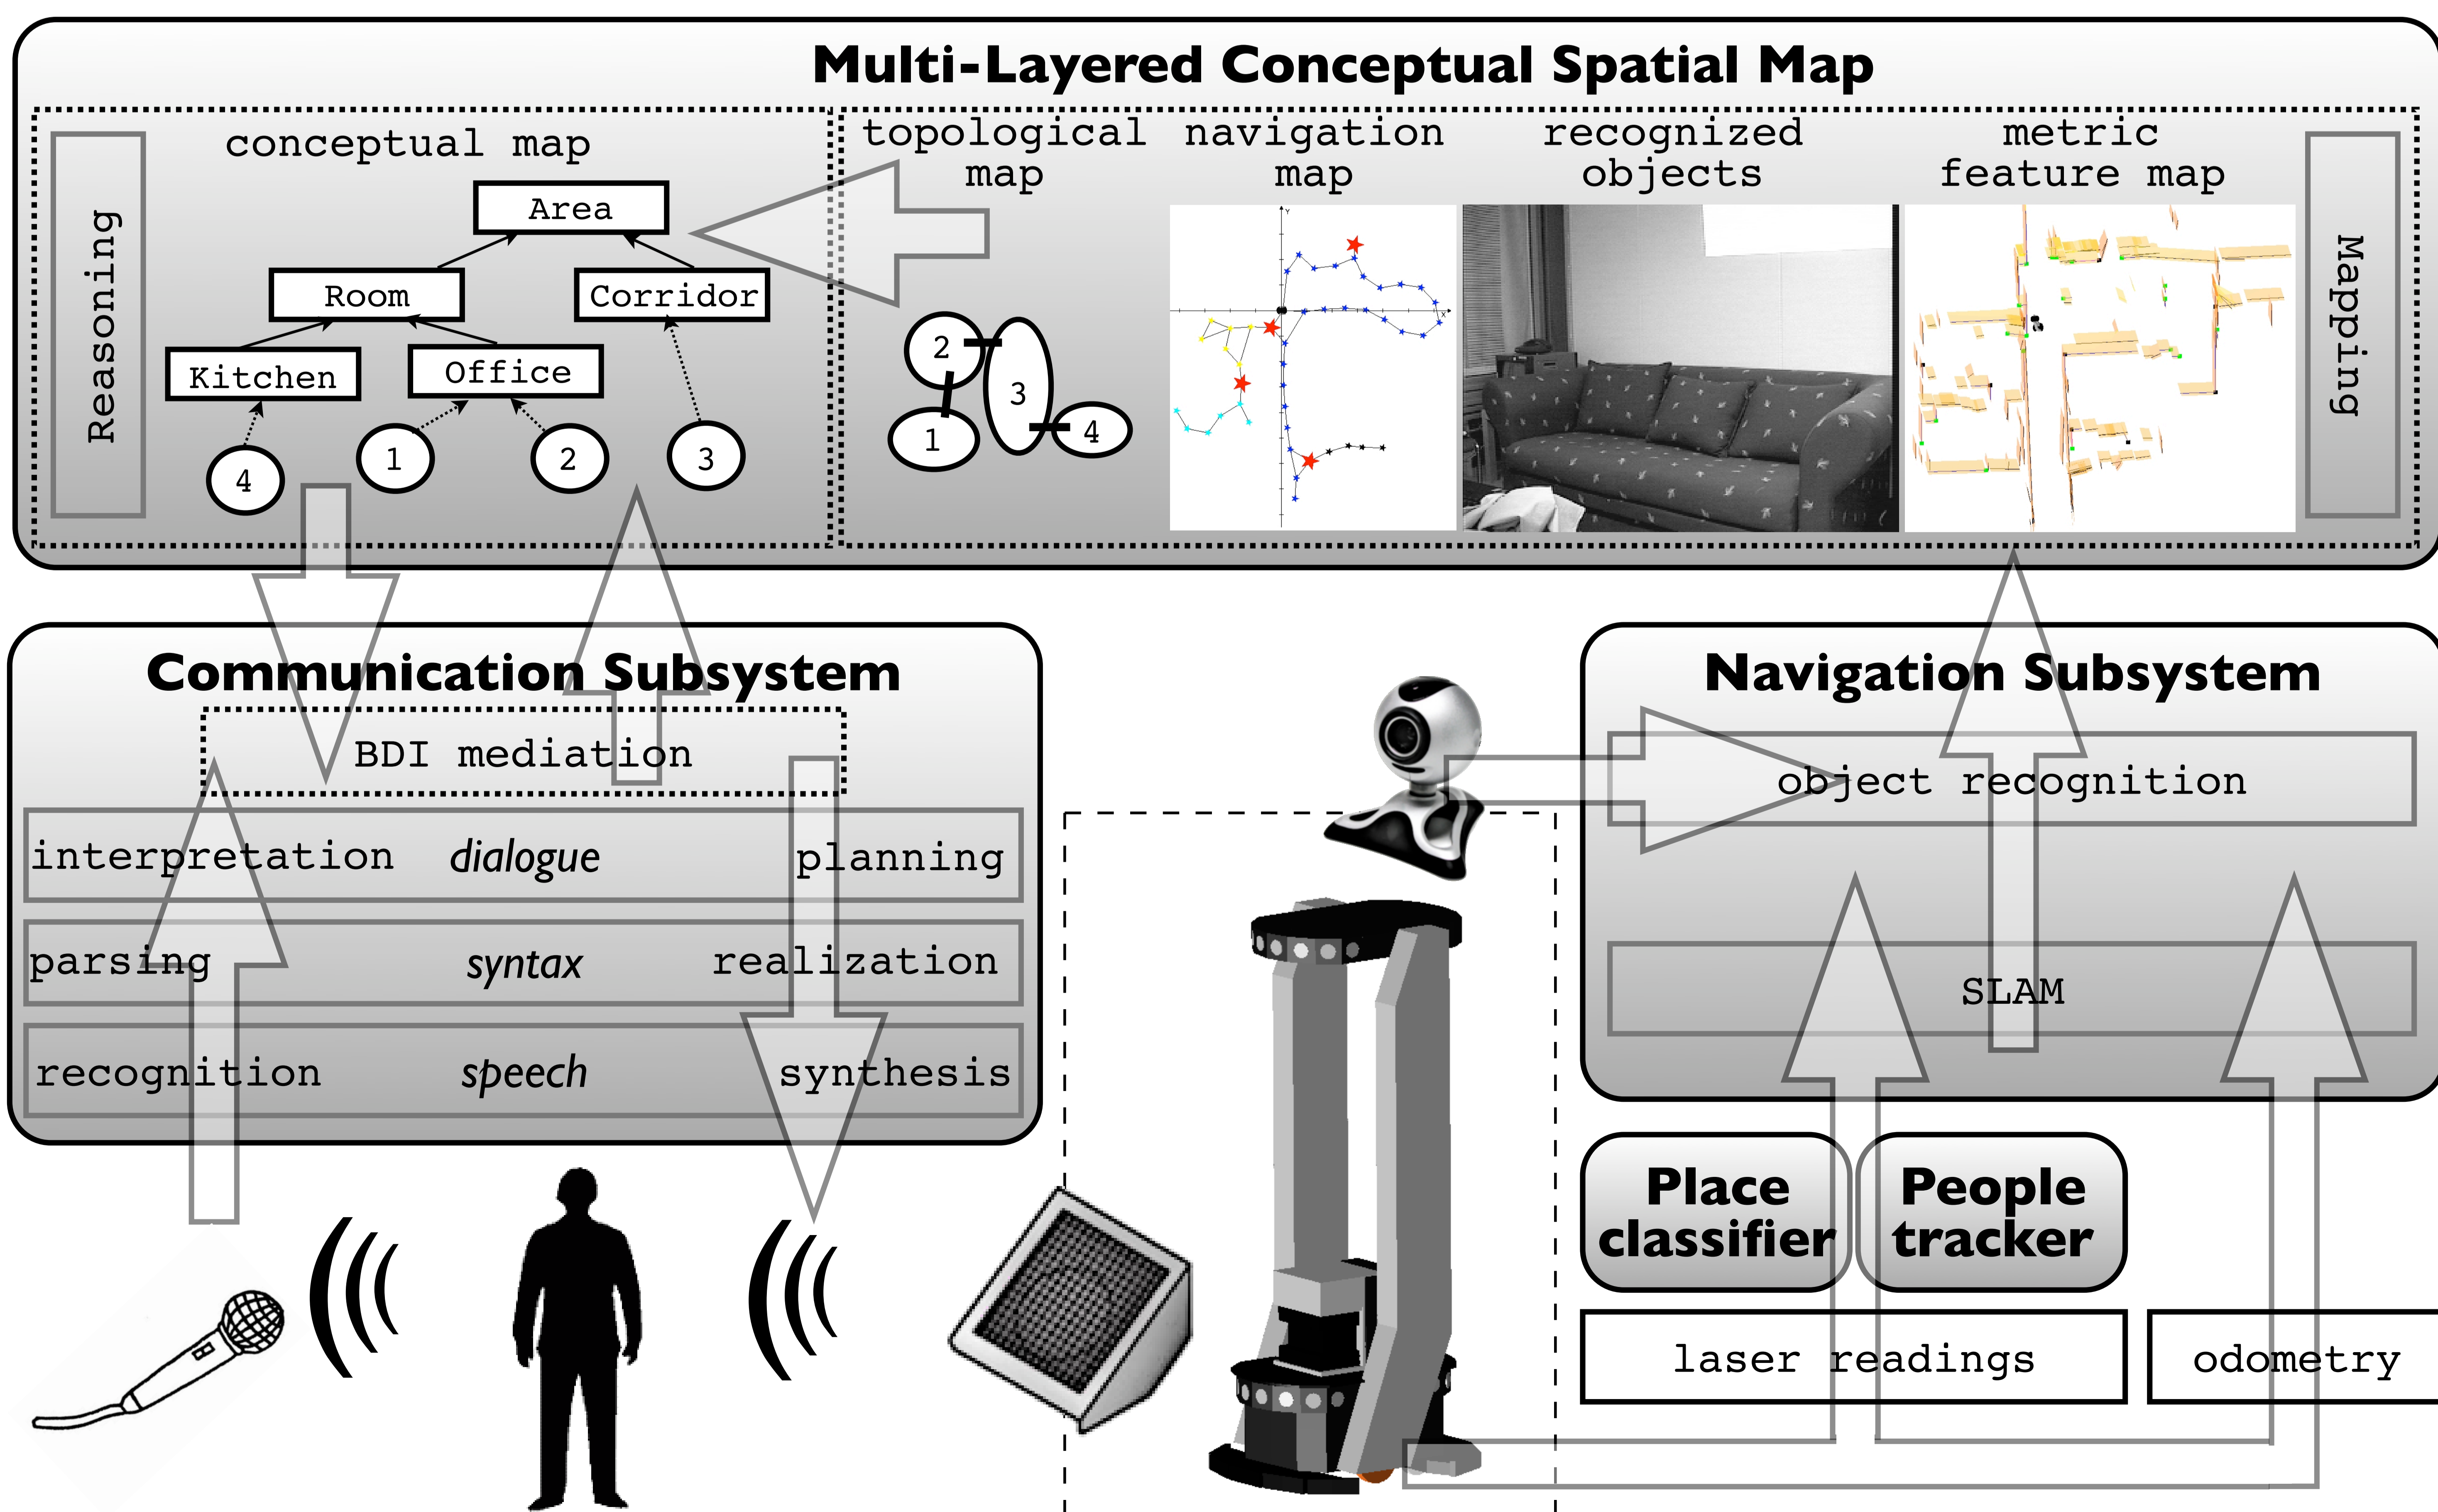 Multi-Layered Conceptual Spatial Map
Reasoning
conceptual map
Area
Room
Corridor
Kitchen
Office
4
1
2
3
topological
map
2
3
1
4
navigation
map
Y
X
recognized
objects
metric
feature map
Mapping
Communication Subsystem
BDI mediation
interpretation dialogue planning
parsing syntax realization
recognition speech synthesis
Navigation Subsystem
object recognition
SLAM
Place
classifier
People
tracker
laser readings
odometry